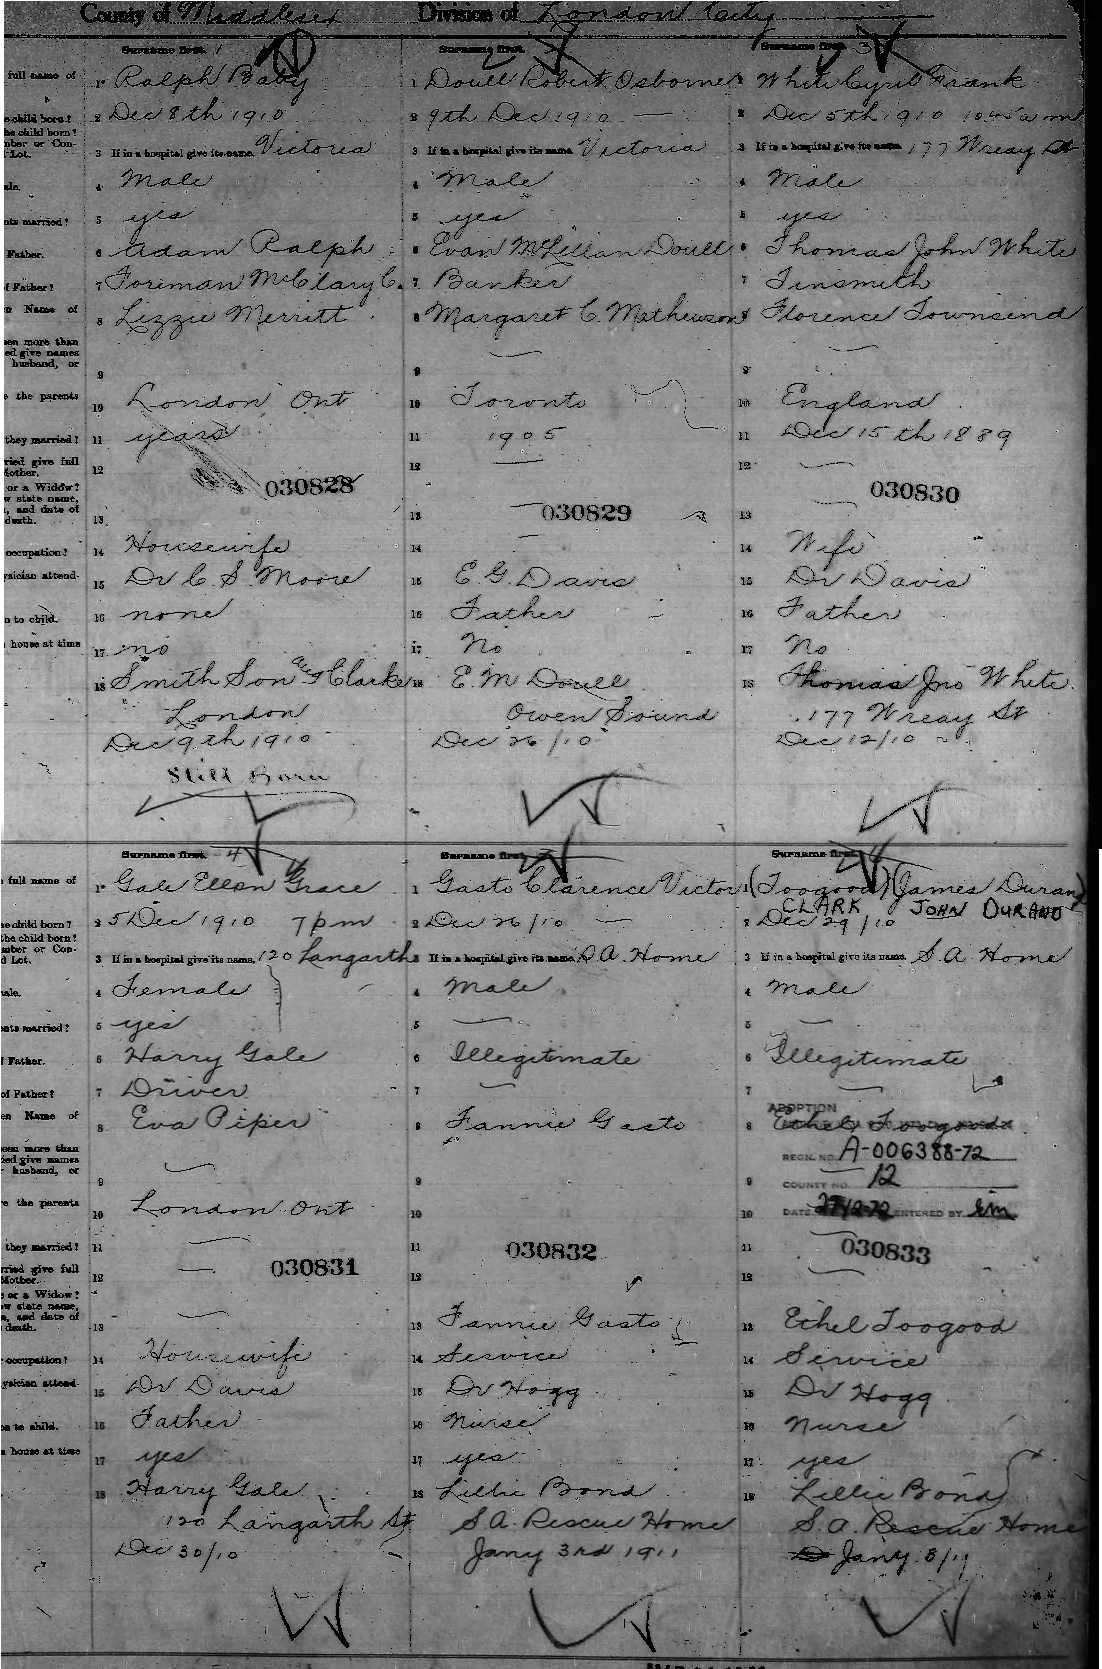 County of Middlesex Division of London City
full name of
e child born?
he child born?
mber or Con-
Lot.
ale.
nts married?
Father.
f Father?
n Name of
en more than
ed give names
husband, or
e the parents
they married?
ried give full
Mother.
or a Widow?
w state name,
, and date of
death.
occupation?
ysician attend-
n to child.
house at time
Surname first. 1
1 Ralph Baby
2 Dec 8th 1910
3 If in a hospital give its name. Victoria
4 Male
5 yes
6 Adam Ralph
7 Foreman McClary C.
8 Lizzie Merritt
9
10 London Ont
11 years
12
030828
13
14 Housewife
15 Dr C. S. Moore
16 none
17 no
18 Smith Son & Clarke
London
Dec 9th 1910
Still Born
Surname first. 2
1 Doull Robert Osborne
2 9th Dec 1910 —
3 If in a hospital give its name Victoria
4 Male
5 yes
6 Evan McLellan Doull
7 Banker
8 Margaret C. Mathewson
—
9
10 Toronto
11 1905
12 —
13 —
030829
14 —
15 E. G. Davis
16 Father
17 No
18 E. M Doull
Owen Sound
Dec 26/10
Surname first. 3
1 White Cyril Frank
2 Dec 5th 1910 10.45 a m
3 If in a hospital give its name. 177 Wreay St
4 Male
5 yes
6 Thomas John White
7 Tinsmith
8 Florence Townsend
—
9
10 England
11 Dec 15th 1889
12 —
030830
13 —
14 Wife
15 Dr Davis
16 Father
17 No
18 Thomas Jno White
177 Wreay St
Dec 12/10
full name of
he child born?
the child born?
mber or Con-
d Lot.
ale.
nts married?
f Father.
of Father?
en Name of
een more than
ied give names
husband, or
e the parents
they married?
rried give full
Mother.
e or a Widow?
w state name,
a, and date of
death.
occupation?
ysician attend-
on to child.
a house at time
Surname first. 4
1 Gale Ellen Grace
2 5 Dec 1910 7 pm
3 If in a hospital give its name. 120 Langarth
4 Female
5 yes
6 Harry Gale
7 Driver
8 Eva Piper
—
9
10 London Ont
11 —
12 —
030831
13 —
14 Housewife
15 Dr Davis
16 Father
17 yes
18 Harry Gale
120 Langarth St
Dec 30/10
Surname first. 5
1 Gasto Clarence Victor
2 Dec 26/10 —
3 If in a hospital give its name. S A. Home
4 Male
5 —
6 Illegitimate
7 —
8 Fannie Gasto
9
10
11
030832
12
13 Fannie Gasto
14 Service
15 Dr Hogg
16 Nurse
17 yes
18 Lillie Bond
S A. Rescue Home
Jany 3rd 1911
Surname first.
1 (Toogood) (James Durand)
CLARK JOHN DURAND
2 Dec 29/10
3 If in a hospital give its name. S. A. Home
4 Male
5 —
6 Illegitimate
7 —
ADOPTION
8 Ethel Toogood
REGN. NO. A-006388-72
9 COUNTY NO. 12
10 DATE 27/12-72 ENTERED BY
11 —
030833
12 —
13 Ethel Toogood
14 Service
15 Dr Hogg
16 Nurse
17 yes
18 Lillie Bond
S. A. Rescue Home
Jany 3/11